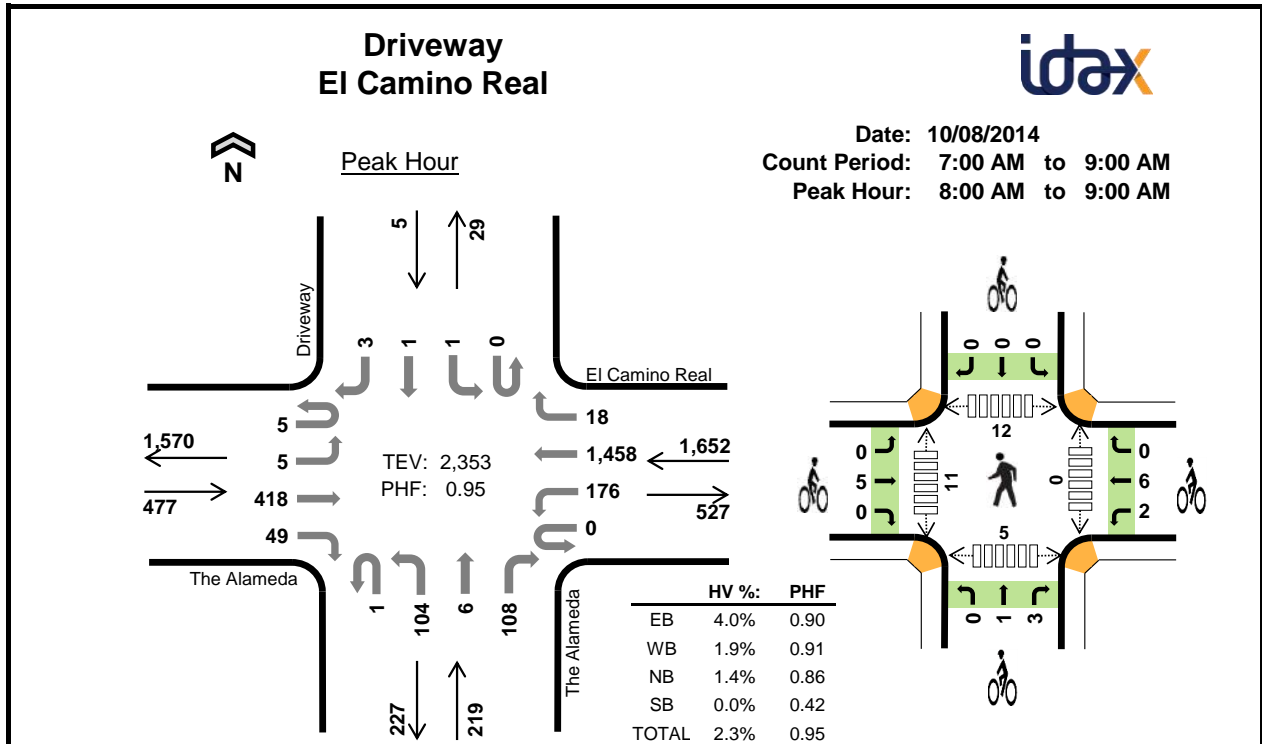 Driveway
El Camino Real
idax
Date: 10/08/2014
Count Period: 7:00 AM to 9:00 AM
Peak Hour: 8:00 AM to 9:00 AM
N
Peak Hour
5
29
Driveway
3
1
1
0
El Camino Real
5
5
418
49
1,570
477
TEV: 2,353
PHF: 0.95
18
1,458
176
0
1,652
527
The Alameda
1
104
6
108
The Alameda
227
219
HV %: PHF
EB 4.0% 0.90
WB 1.9% 0.91
NB 1.4% 0.86
SB 0.0% 0.42
TOTAL 2.3% 0.95
0
0
0
12
0
5
0
11
0
0
6
2
5
0
1
3